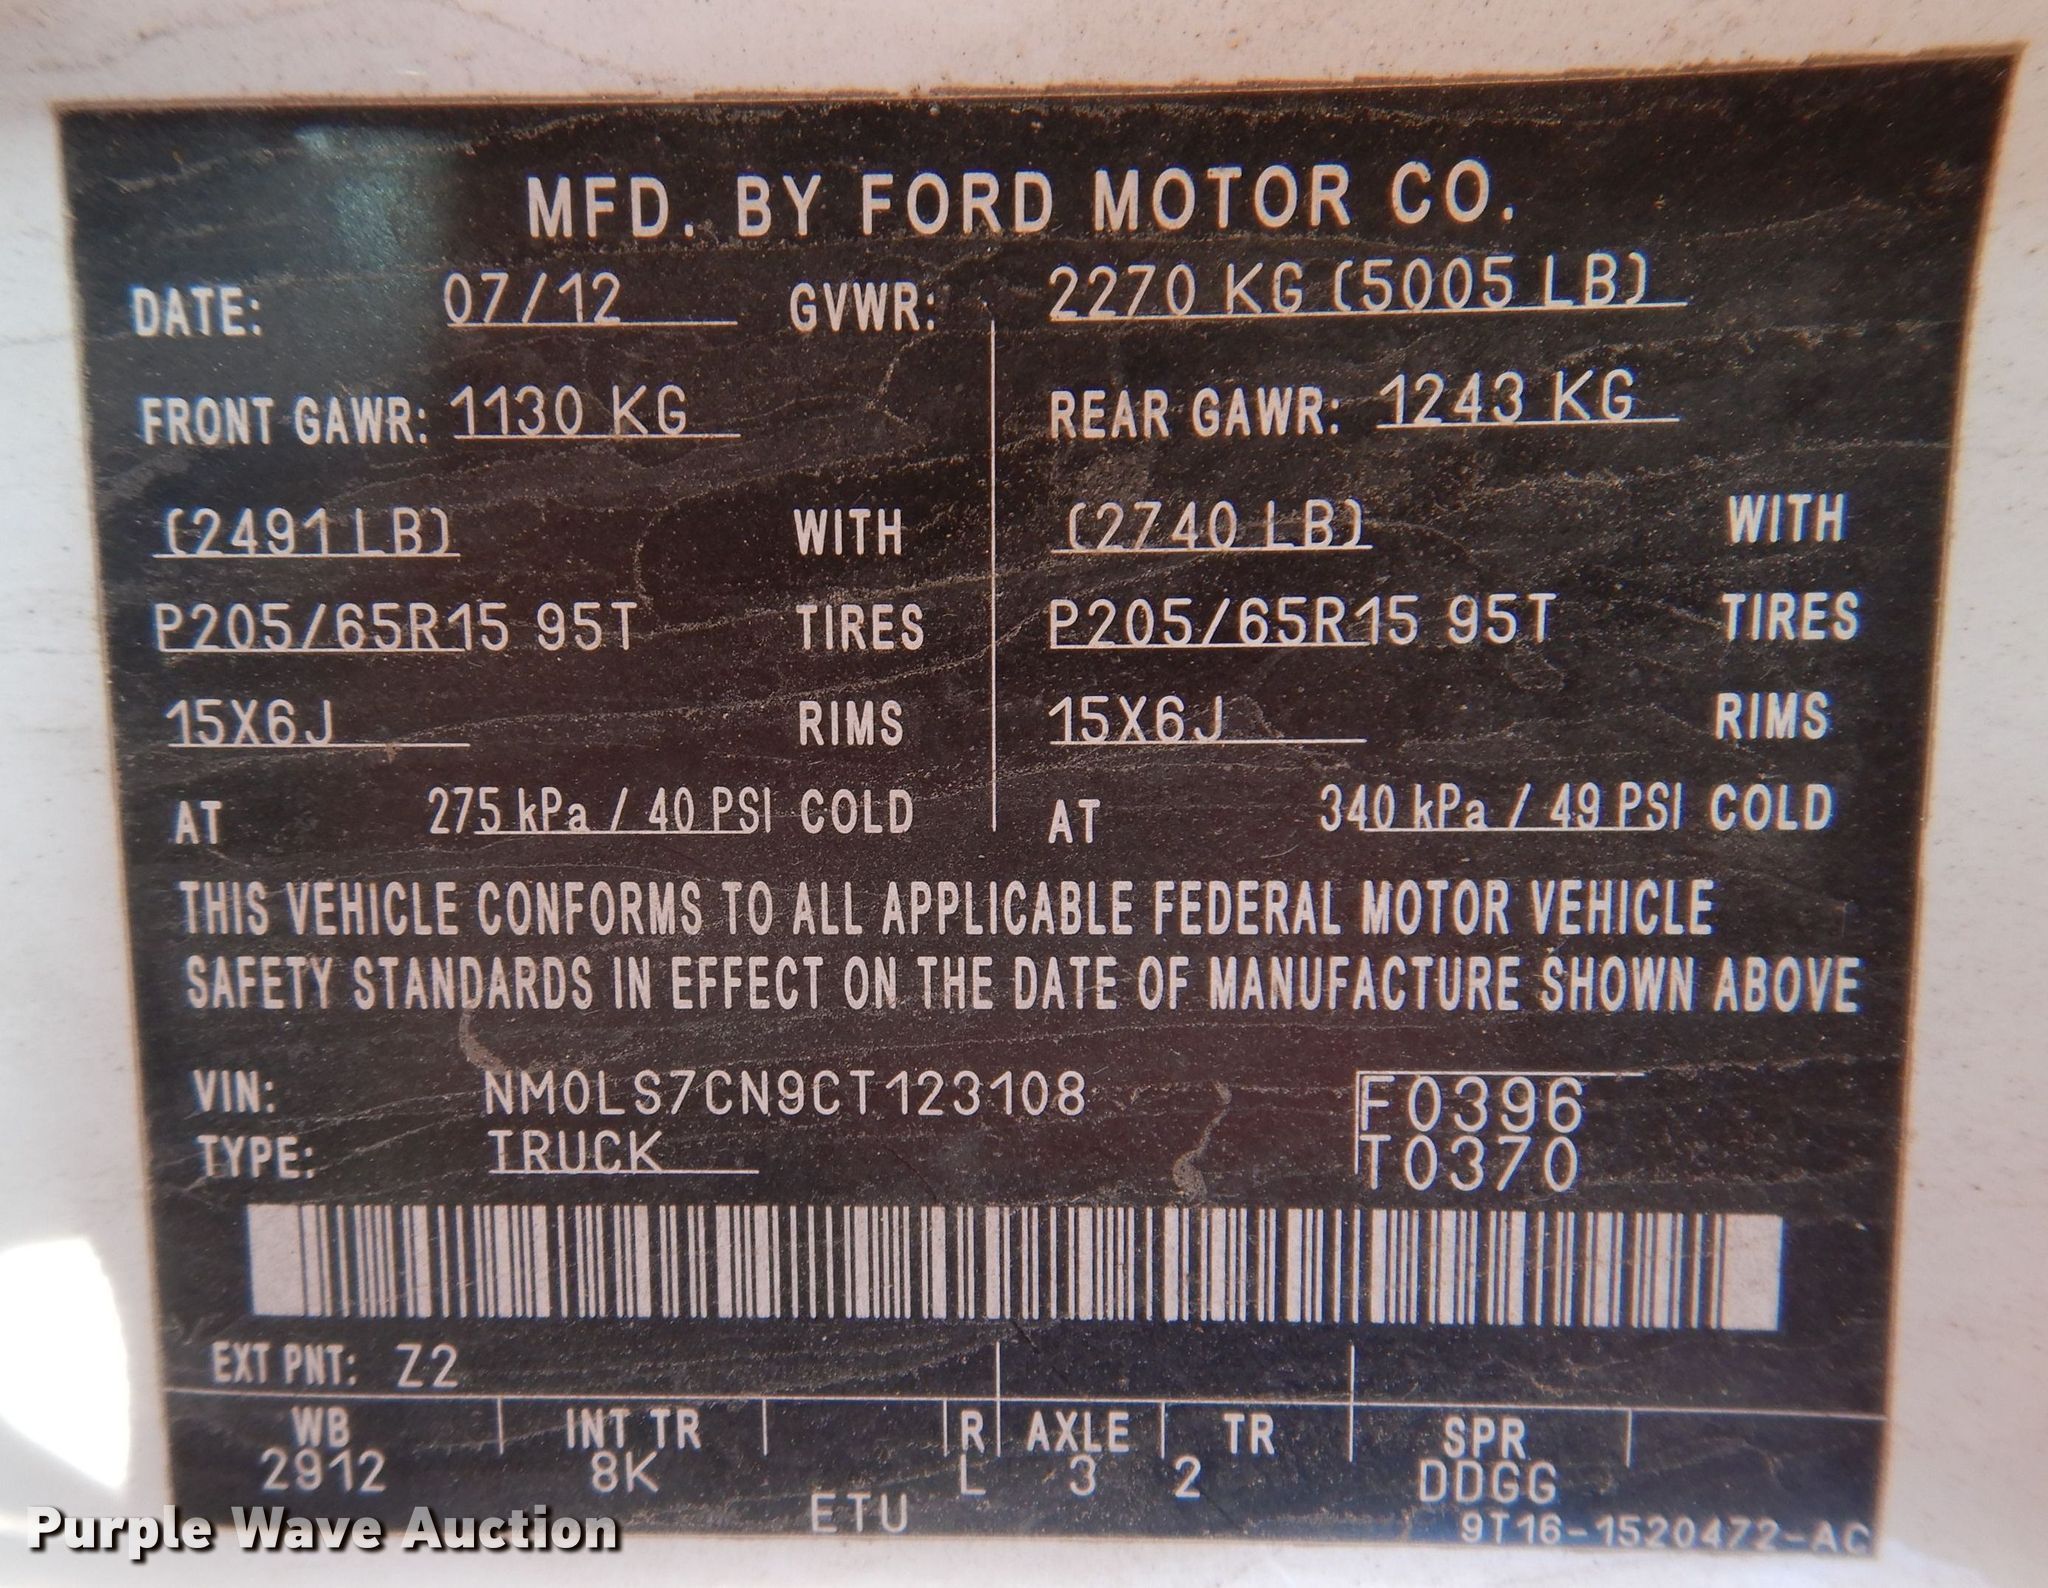 MFD. BY FORD MOTOR CO.
DATE: 07/12 GVWR: 2270 KG (5005 LB)
FRONT GAWR: 1130 KG REAR GAWR: 1243 KG
(2491 LB) WITH (2740 LB) WITH
P205/65R15 95T TIRES P205/65R15 95T TIRES
15X6J RIMS 15X6J RIMS
AT 275 kPa / 40 PSI COLD AT 340 kPa / 49 PSI COLD
THIS VEHICLE CONFORMS TO ALL APPLICABLE FEDERAL MOTOR VEHICLE
SAFETY STANDARDS IN EFFECT ON THE DATE OF MANUFACTURE SHOWN ABOVE
VIN: NM0LS7CN9CT123108 F0396
TYPE: TRUCK T0370
EXT PNT: Z2
WB INT TR R AXLE TR SPR
2912 8K L 3 2 DDGG
ETU
9T16-1520472-AC
Purple Wave Auction